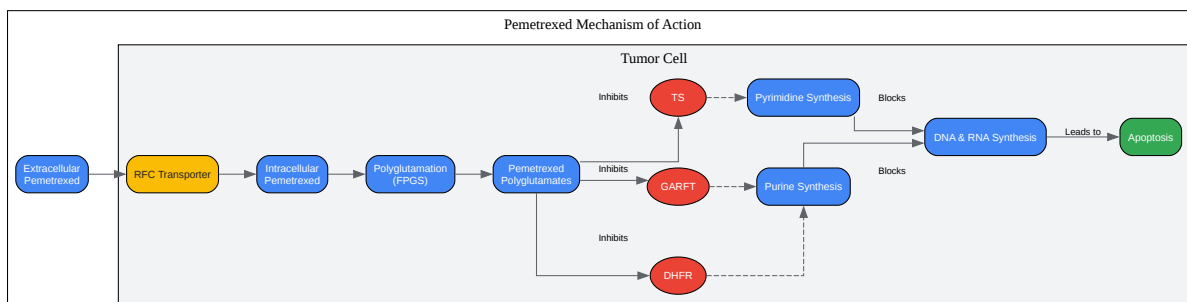 Pemetrexed Mechanism of Action
Tumor Cell
Extracellular
Pemetrexed
RFC Transporter
Intracellular
Pemetrexed
Polyglutamation
(FPGS)
Pemetrexed
Polyglutamates
Inhibits
TS
Inhibits
GARFT
Inhibits
DHFR
Pyrimidine Synthesis
Purine Synthesis
Blocks
Blocks
DNA & RNA Synthesis
Leads to
Apoptosis